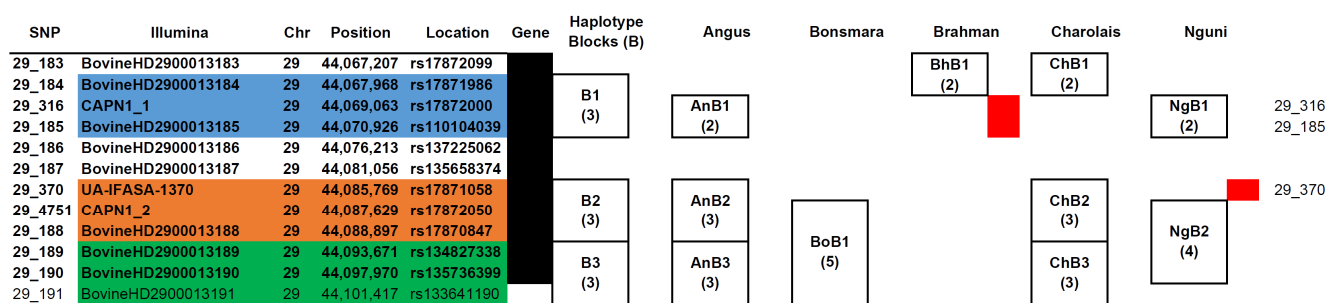 SNP Illumina Chr Position Location Gene Haplotype Blocks (B) Angus Bonsmara Brahman Charolais Nguni
29_183 BovineHD2900013183 29 44,067,207 rs17872099 BhB1 (2) ChB1 (2)
29_184 BovineHD2900013184 29 44,067,968 rs17871986 B1 (3)
29_316 CAPN1_1 29 44,069,063 rs17872000 AnB1 (2) NgB1 (2) 29_316
29_185 BovineHD2900013185 29 44,070,926 rs110104039 29_185
29_186 BovineHD2900013186 29 44,076,213 rs137225062
29_187 BovineHD2900013187 29 44,081,056 rs135658374
29_370 UA-IFASA-1370 29 44,085,769 rs17871058 29_370
29_4751 CAPN1_2 29 44,087,629 rs17872050 B2 (3) AnB2 (3) ChB2 (3)
29_188 BovineHD2900013188 29 44,088,897 rs17870847 BoB1 (5) NgB2 (4)
29_189 BovineHD2900013189 29 44,093,671 rs134827338
29_190 BovineHD2900013190 29 44,097,970 rs135736399 B3 (3) AnB3 (3) ChB3 (3)
29_191 BovineHD2900013191 29 44,101,417 rs133641190